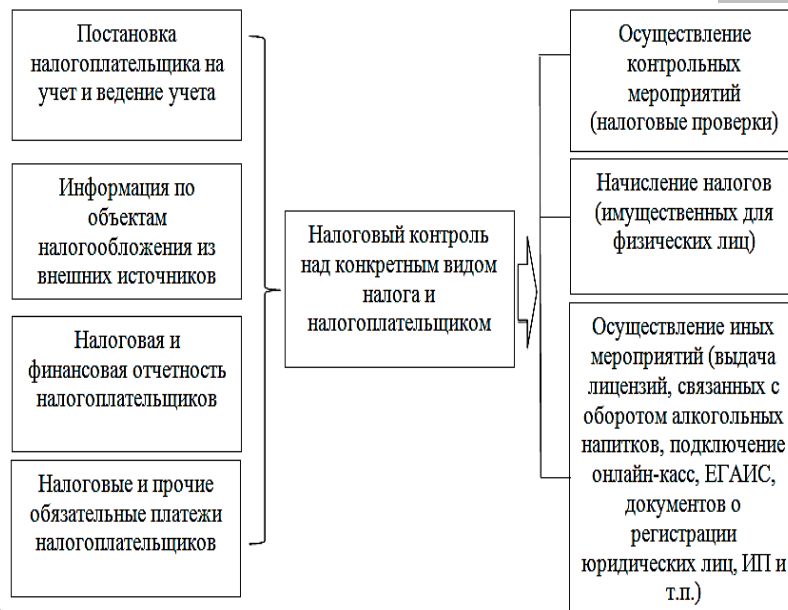 Постановка
налогоплательщика на
учет и ведение учета
Информация по
объектам
налогообложения из
внешних источников
Налоговая и
финансовая отчетность
налогоплательщиков
Налоговые и прочие
обязательные платежи
налогоплательщиков
Налоговый контроль
над конкретным видом
налога и
налогоплательщиком
Осуществление
контрольных
мероприятий
(налоговые проверки)
Начисление налогов
(имущественных для
физических лиц)
Осуществление иных
мероприятий (выдача
лицензий, связанных с
оборотом алкогольных
напитков, подключение
онлайн-касс, ЕГАИС,
документов о
регистрации
юридических лиц, ИП и
т.п.)